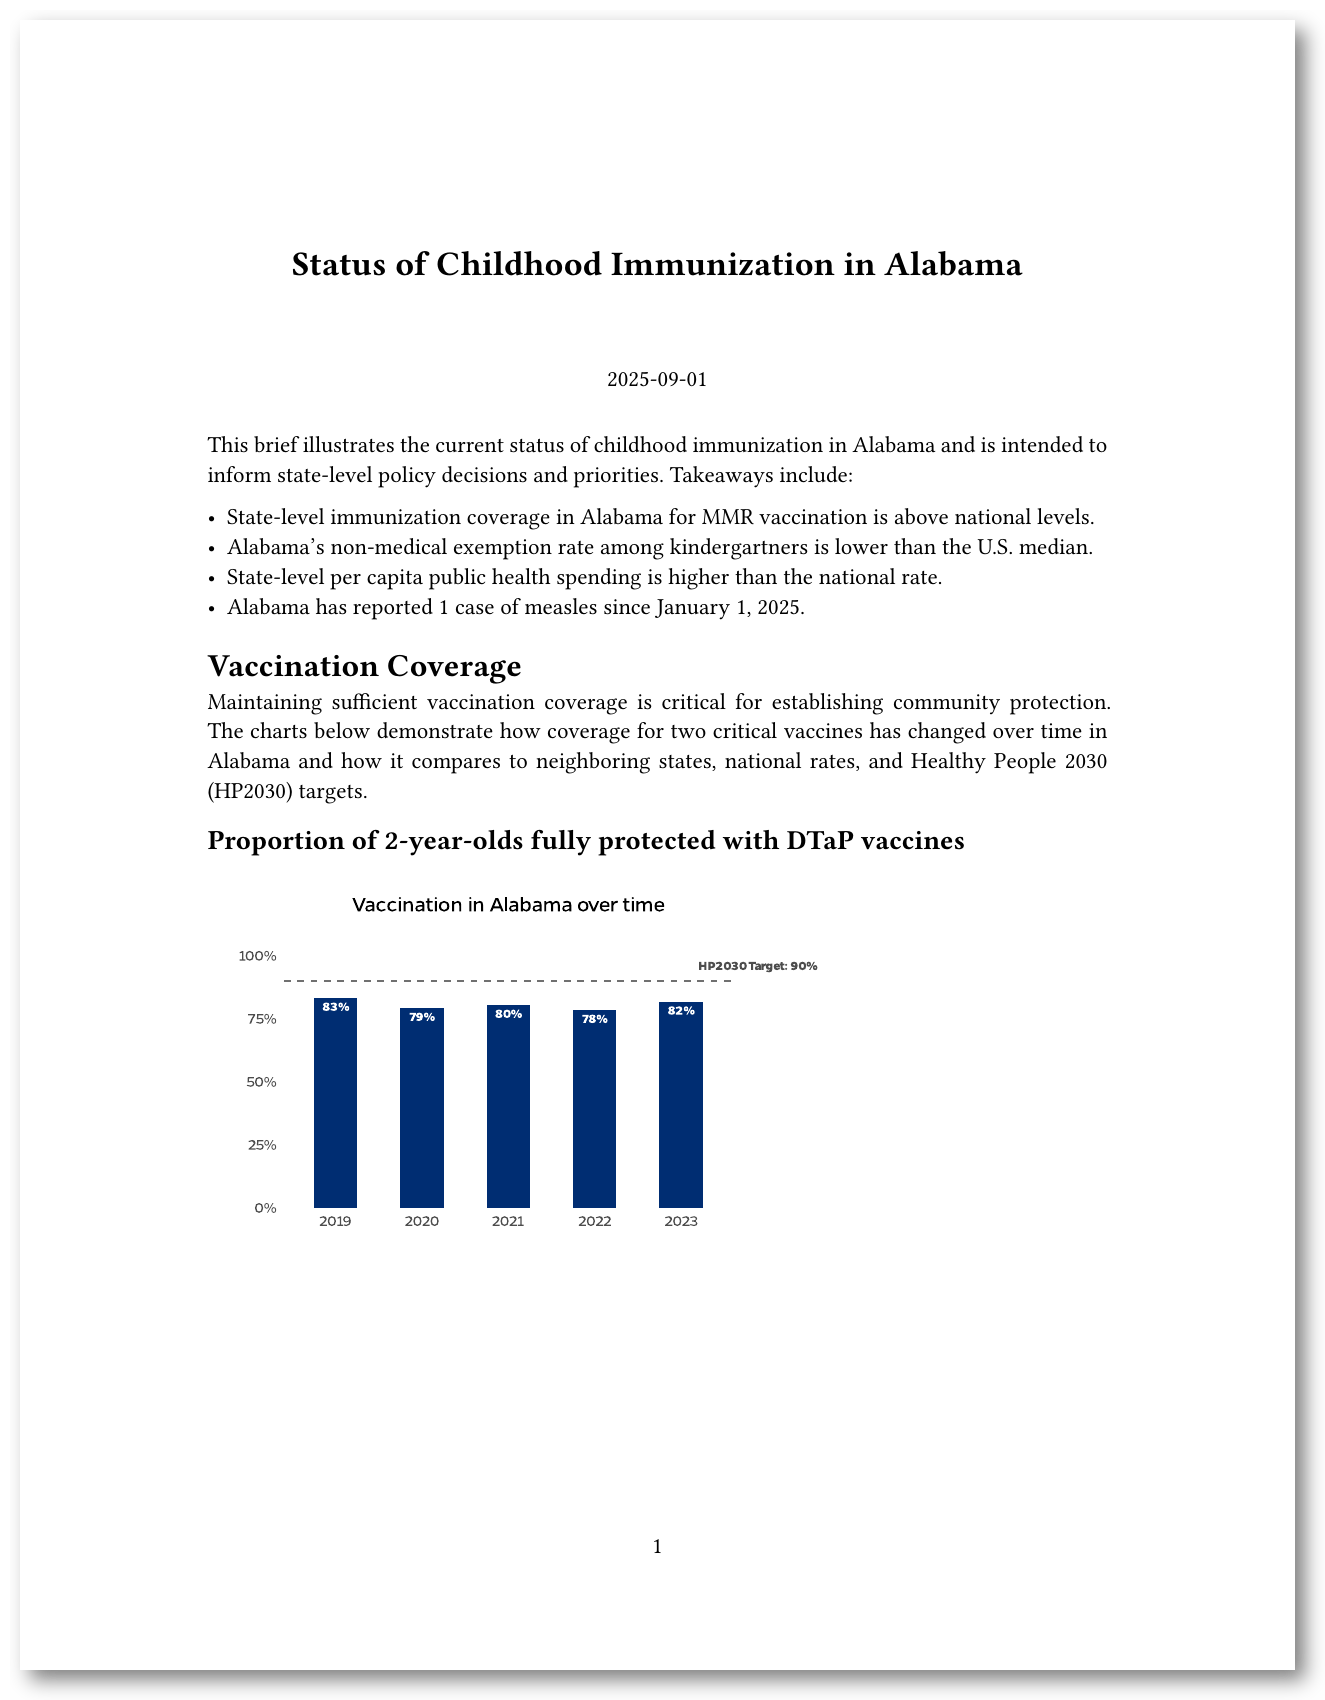 Status of Childhood Immunization in Alabama
2025-09-01
This brief illustrates the current status of childhood immunization in Alabama and is intended to
inform state-level policy decisions and priorities. Takeaways include:
• State-level immunization coverage in Alabama for MMR vaccination is above national levels.
• Alabama’s non-medical exemption rate among kindergartners is lower than the U.S. median.
• State-level per capita public health spending is higher than the national rate.
• Alabama has reported 1 case of measles since January 1, 2025.
Vaccination Coverage
Maintaining sufficient vaccination coverage is critical for establishing community protection.
The charts below demonstrate how coverage for two critical vaccines has changed over time in
Alabama and how it compares to neighboring states, national rates, and Healthy People 2030
(HP2030) targets.
Proportion of 2-year-olds fully protected with DTaP vaccines
Vaccination in Alabama over time
100%
HP2030 Target: 90%
83%
79%
80%
78%
82%
75%
50%
25%
0%
2019 2020 2021 2022 2023
1